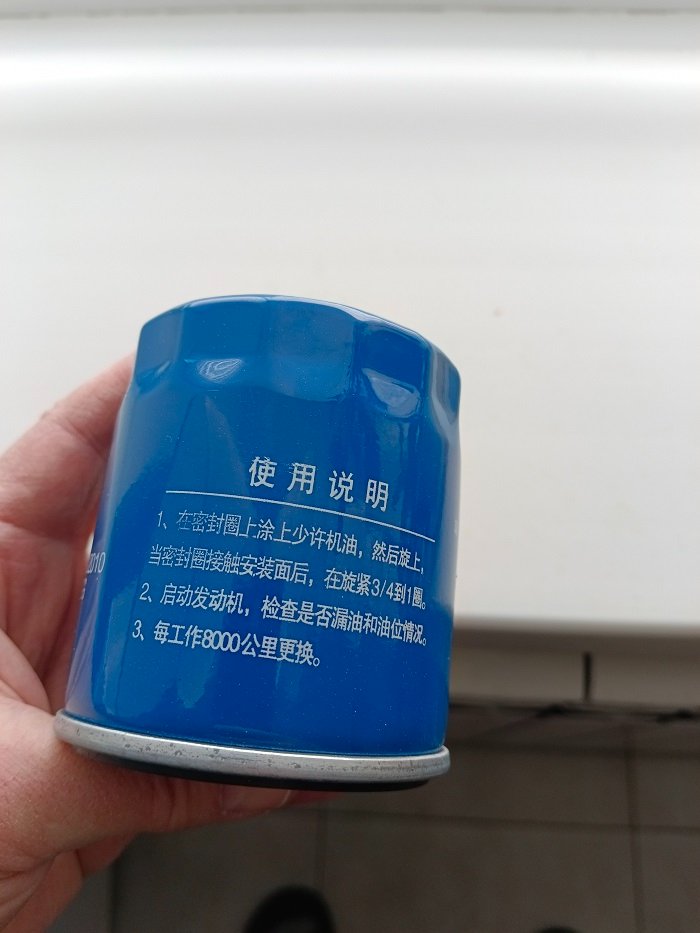 使用说明
1、在密封圈上涂上少许机油，然后旋上，
当密封圈接触安装面后，在旋紧3/4到1圈。
2、启动发动机，检查是否漏油和油位情况。
3、每工作8000公里更换。